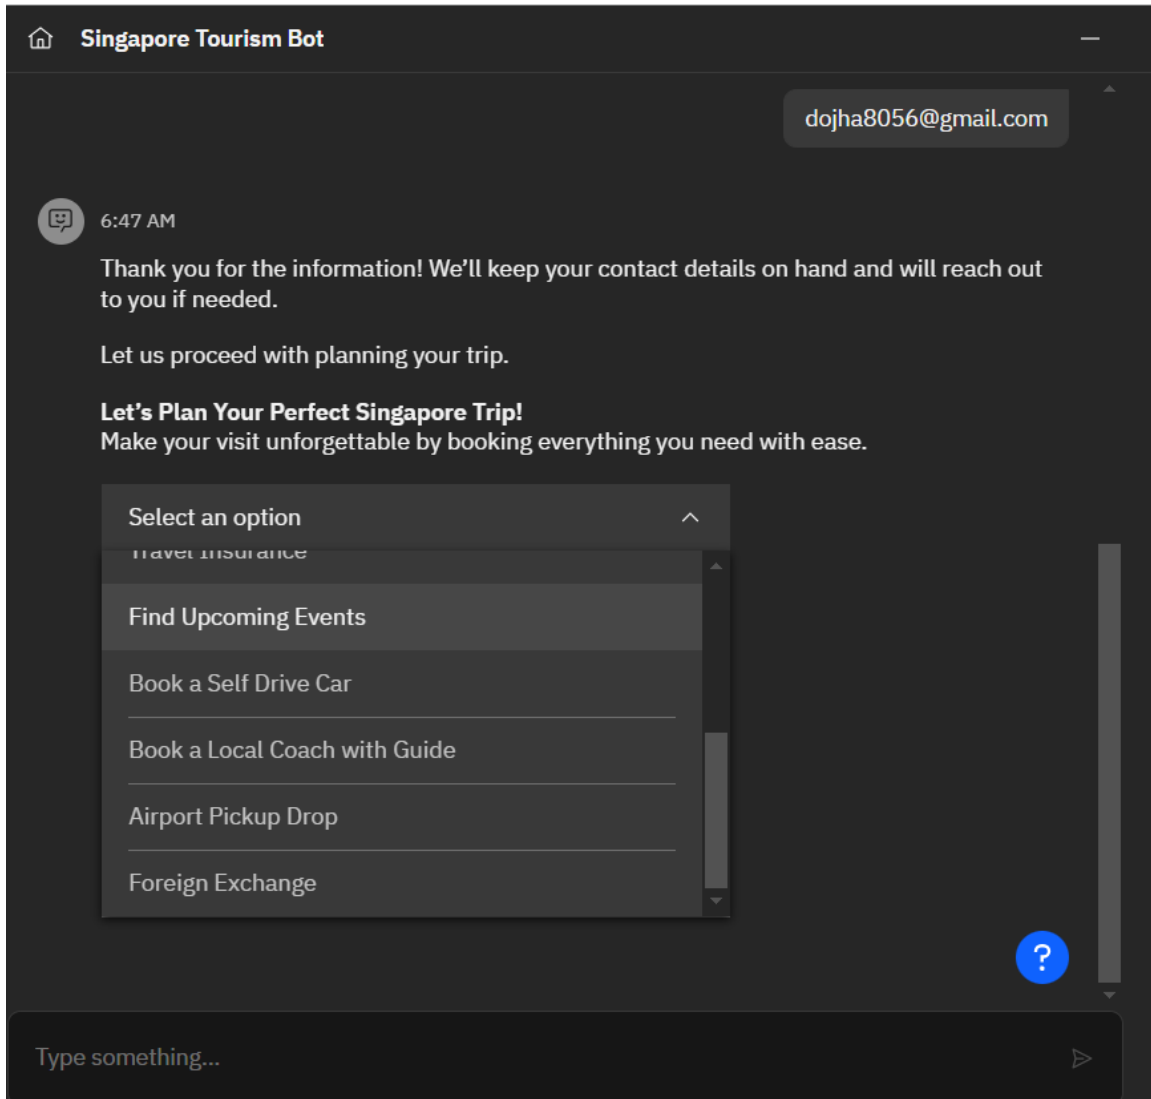 Singapore Tourism Bot
dojha8056@gmail.com
6:47 AM
Thank you for the information! We’ll keep your contact details on hand and will reach out
to you if needed.
Let us proceed with planning your trip.
Let’s Plan Your Perfect Singapore Trip!
Make your visit unforgettable by booking everything you need with ease.
Select an option
Travel Insurance
Find Upcoming Events
Book a Self Drive Car
Book a Local Coach with Guide
Airport Pickup Drop
Foreign Exchange
?
Type something...